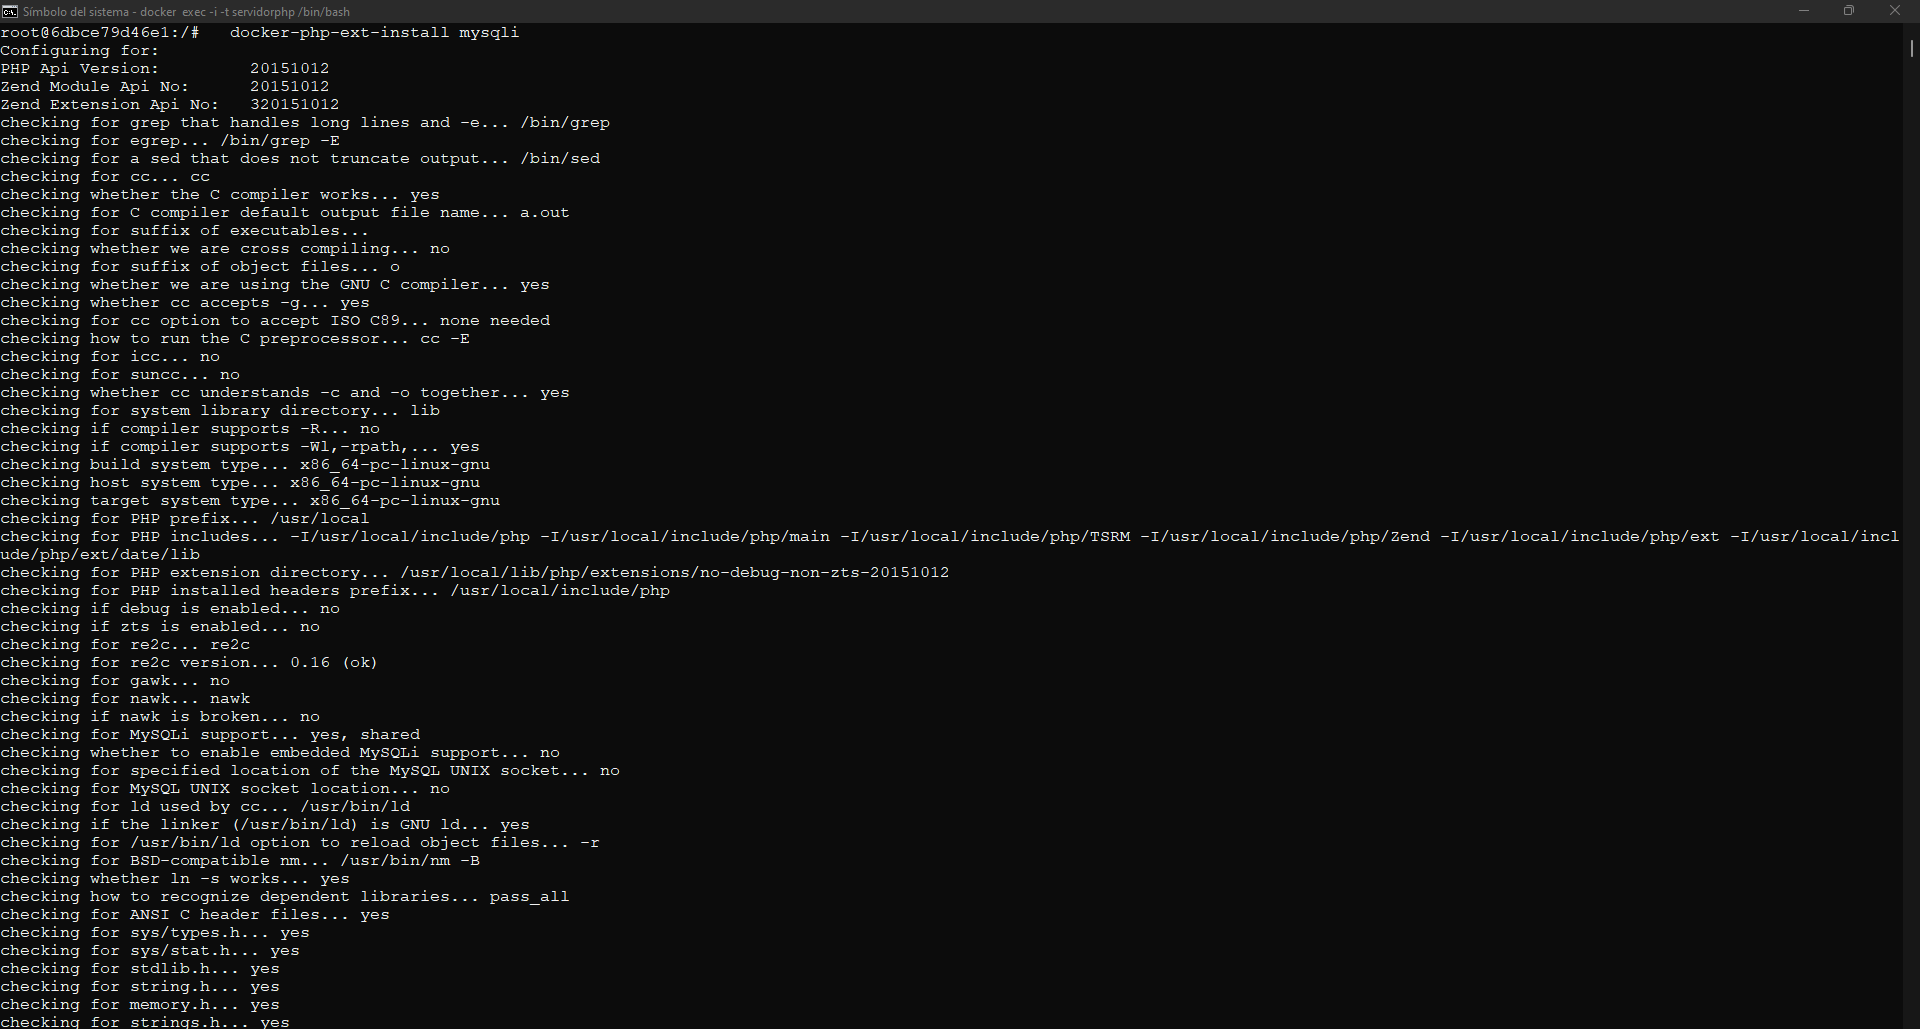 Símbolo del sistema - docker  exec -i -t servidorphp /bin/bash
root@6dbce79d46e1:/#   docker-php-ext-install mysqli
Configuring for:
PHP Api Version:         20151012
Zend Module Api No:      20151012
Zend Extension Api No:   320151012
checking for grep that handles long lines and -e... /bin/grep
checking for egrep... /bin/grep -E
checking for a sed that does not truncate output... /bin/sed
checking for cc... cc
checking whether the C compiler works... yes
checking for C compiler default output file name... a.out
checking for suffix of executables...
checking whether we are cross compiling... no
checking for suffix of object files... o
checking whether we are using the GNU C compiler... yes
checking whether cc accepts -g... yes
checking for cc option to accept ISO C89... none needed
checking how to run the C preprocessor... cc -E
checking for icc... no
checking for suncc... no
checking whether cc understands -c and -o together... yes
checking for system library directory... lib
checking if compiler supports -R... no
checking if compiler supports -Wl,-rpath,... yes
checking build system type... x86_64-pc-linux-gnu
checking host system type... x86_64-pc-linux-gnu
checking target system type... x86_64-pc-linux-gnu
checking for PHP prefix... /usr/local
checking for PHP includes... -I/usr/local/include/php -I/usr/local/include/php/main -I/usr/local/include/php/TSRM -I/usr/local/include/php/Zend -I/usr/local/include/php/ext -I/usr/local/incl
ude/php/ext/date/lib
checking for PHP extension directory... /usr/local/lib/php/extensions/no-debug-non-zts-20151012
checking for PHP installed headers prefix... /usr/local/include/php
checking if debug is enabled... no
checking if zts is enabled... no
checking for re2c... re2c
checking for re2c version... 0.16 (ok)
checking for gawk... no
checking for nawk... nawk
checking if nawk is broken... no
checking for MySQLi support... yes, shared
checking whether to enable embedded MySQLi support... no
checking for specified location of the MySQL UNIX socket... no
checking for MySQL UNIX socket location... no
checking for ld used by cc... /usr/bin/ld
checking if the linker (/usr/bin/ld) is GNU ld... yes
checking for /usr/bin/ld option to reload object files... -r
checking for BSD-compatible nm... /usr/bin/nm -B
checking whether ln -s works... yes
checking how to recognize dependent libraries... pass_all
checking for ANSI C header files... yes
checking for sys/types.h... yes
checking for sys/stat.h... yes
checking for stdlib.h... yes
checking for string.h... yes
checking for memory.h... yes
checking for strings.h... yes